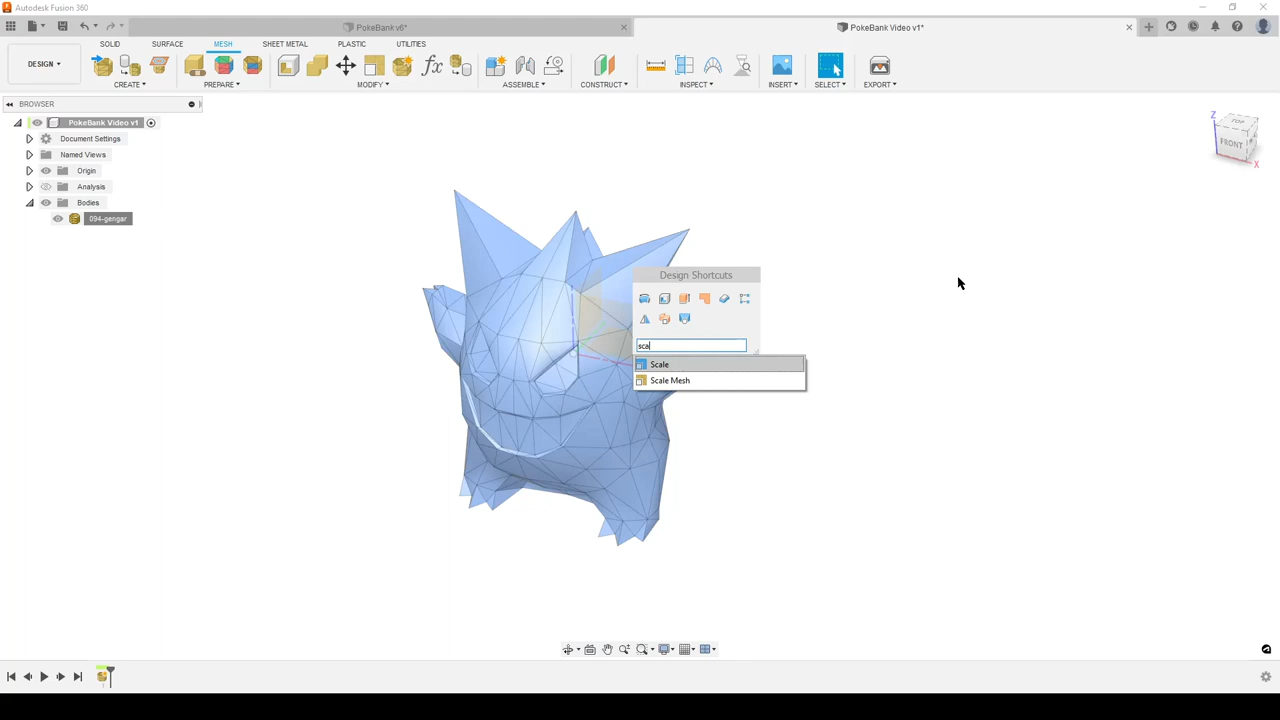 Autodesk Fusion 360
PokeBank v6*
PokeBank Video v1*
DESIGN
SOLID
SURFACE
MESH
SHEET METAL
PLASTIC
UTILITIES
CREATE
PREPARE
MODIFY
ASSEMBLE
CONSTRUCT
INSPECT
INSERT
SELECT
EXPORT
BROWSER
PokeBank Video v1
Document Settings
Named Views
Origin
Analysis
Bodies
094-gengar
Z
TOP
FRONT
X
Design Shortcuts
sca
Scale
Scale Mesh